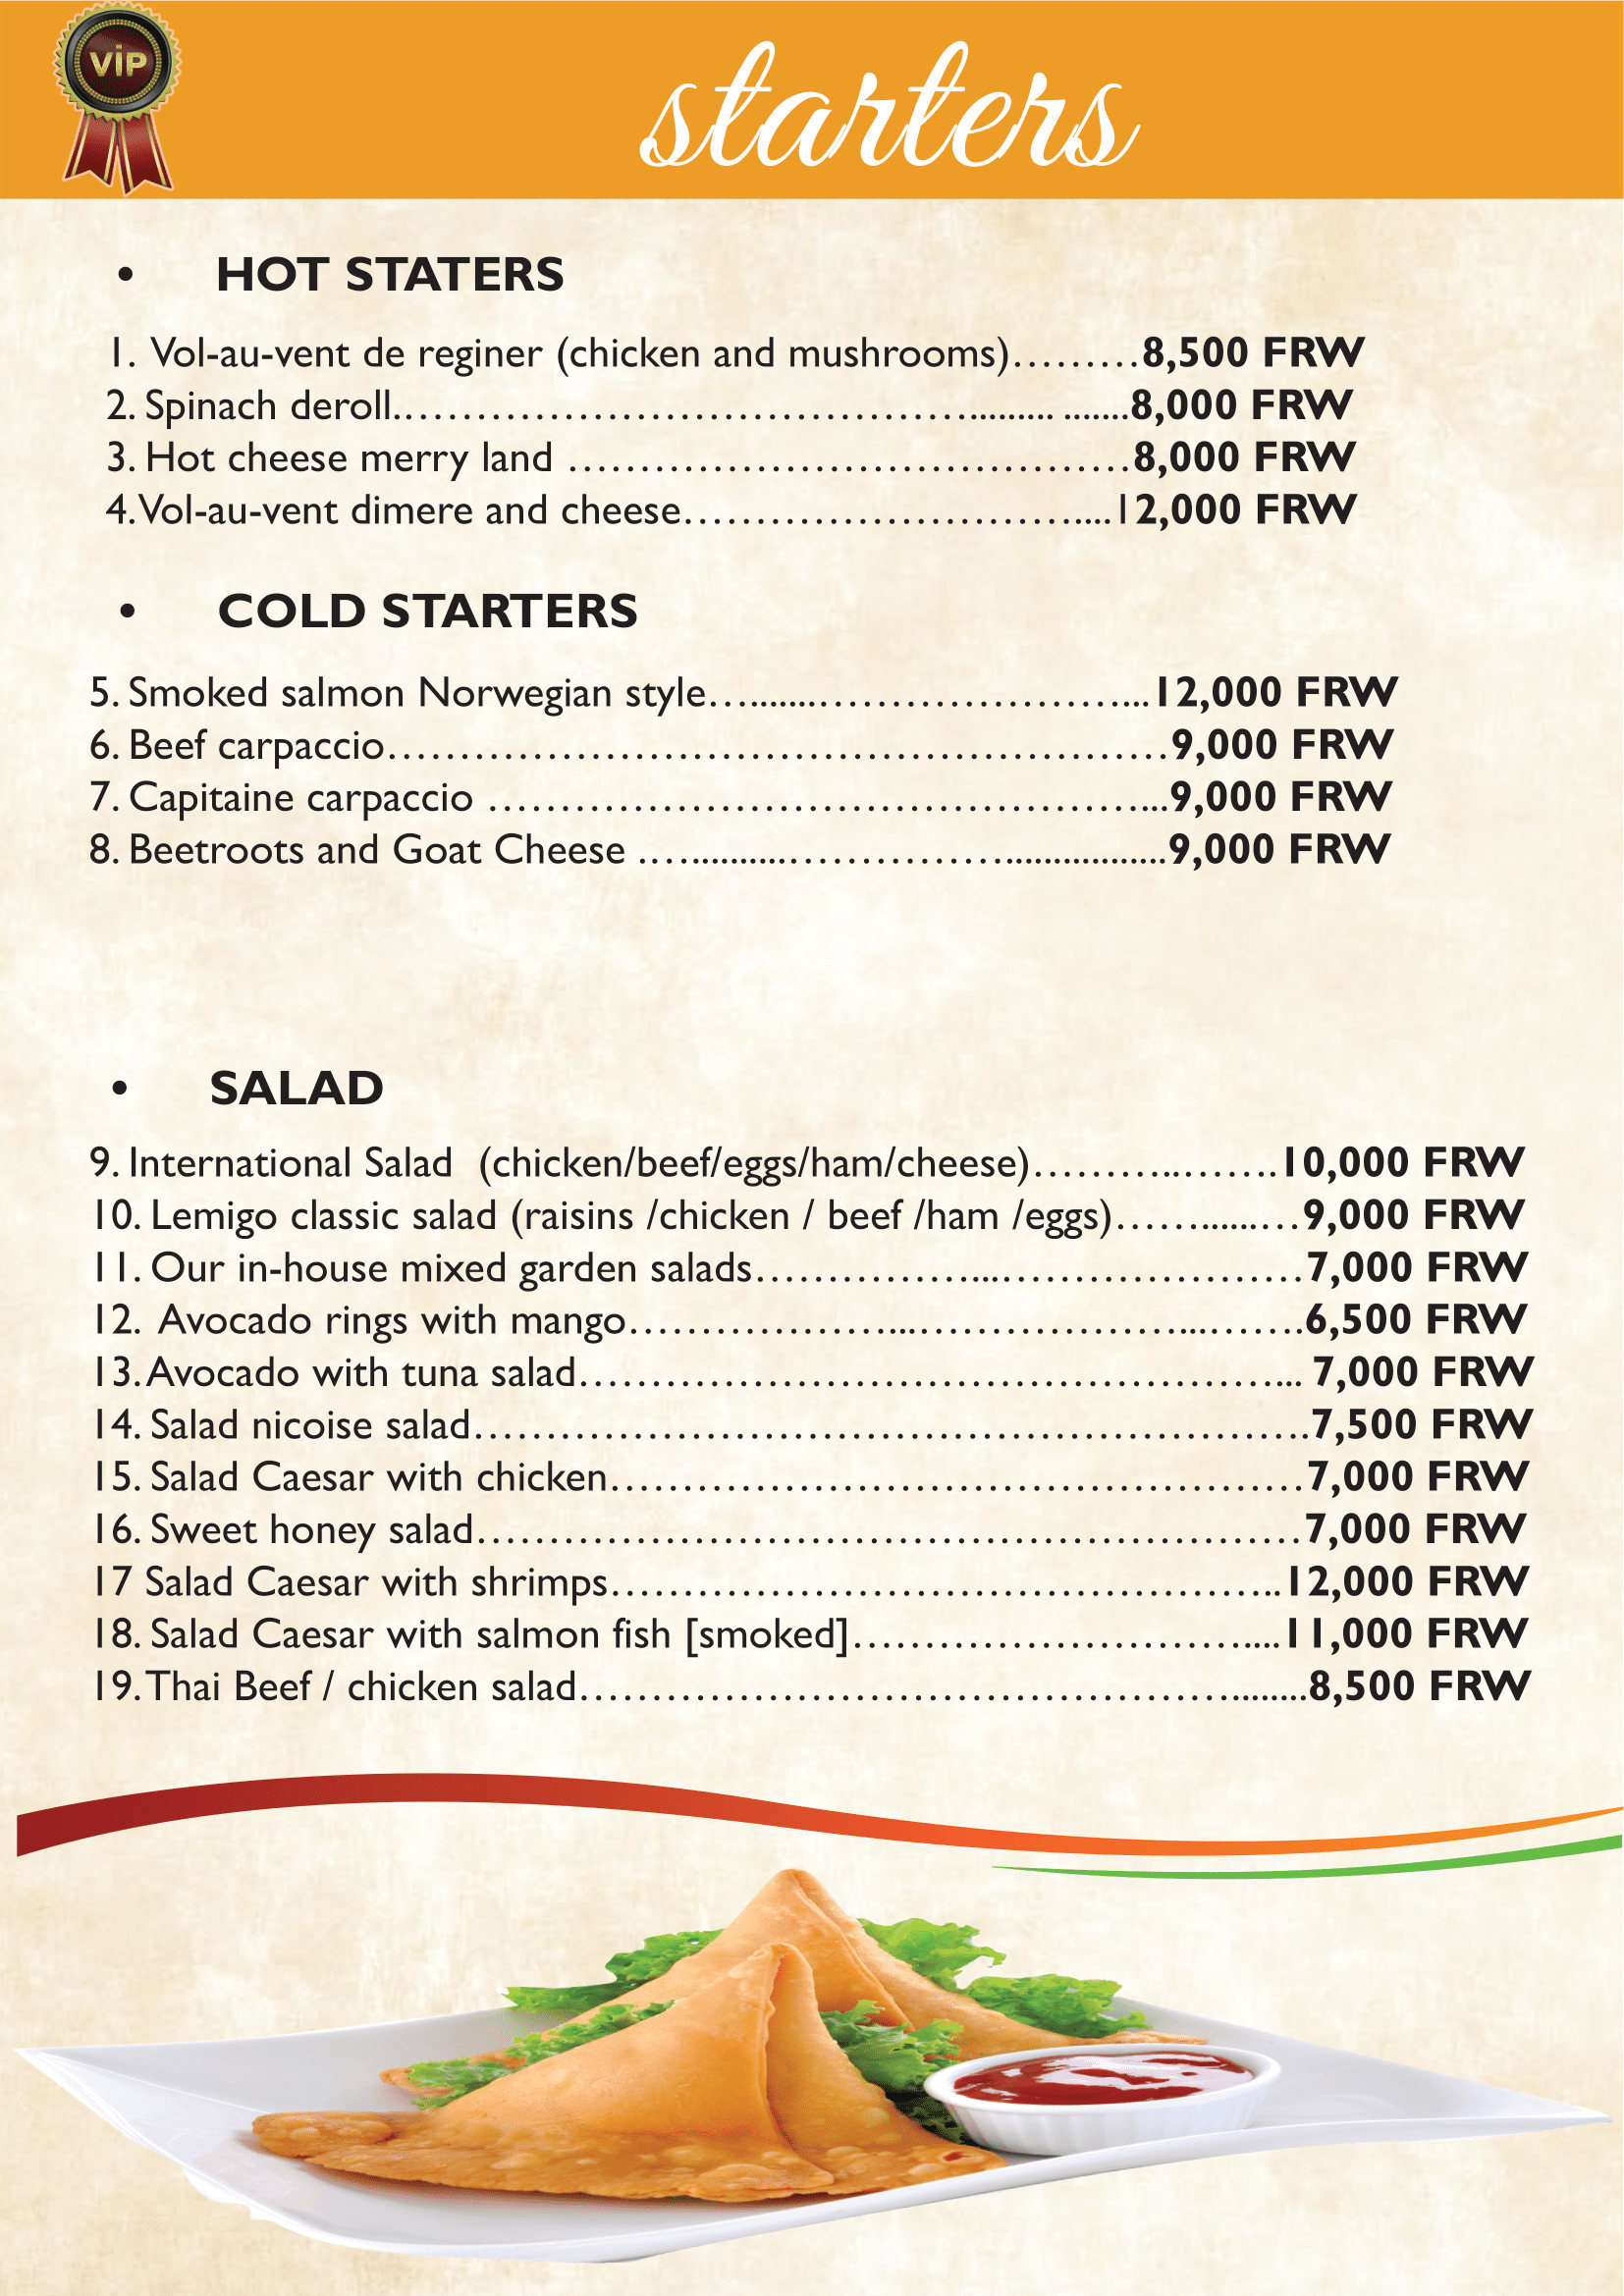 ViP
starters
• HOT STATERS
1. Vol-au-vent de reginer (chicken and mushrooms)………8,500 FRW
2. Spinach deroll.…………………………………......... .......8,000 FRW
3. Hot cheese merry land …………………………………8,000 FRW
4. Vol-au-vent dimere and cheese………………………....12,000 FRW
• COLD STARTERS
5. Smoked salmon Norwegian style…......…………………...12,000 FRW
6. Beef carpaccio………………………………………………9,000 FRW
7. Capitaine carpaccio ………………………………………...9,000 FRW
8. Beetroots and Goat Cheese …..........……………................9,000 FRW
• SALAD
9. International Salad (chicken/beef/eggs/ham/cheese)………..…….10,000 FRW
10. Lemigo classic salad (raisins /chicken / beef /ham /eggs)……......…9,000 FRW
11. Our in-house mixed garden salads……………...…………………7,000 FRW
12. Avocado rings with mango………………...………………...…….6,500 FRW
13. Avocado with tuna salad…………………………………………... 7,000 FRW
14. Salad nicoise salad………………………………………………….7,500 FRW
15. Salad Caesar with chicken…………………………………………7,000 FRW
16. Sweet honey salad…………………………………………………7,000 FRW
17 Salad Caesar with shrimps………………………………………..12,000 FRW
18. Salad Caesar with salmon fish [smoked]………………………....11,000 FRW
19. Thai Beef / chicken salad………………………………………........8,500 FRW